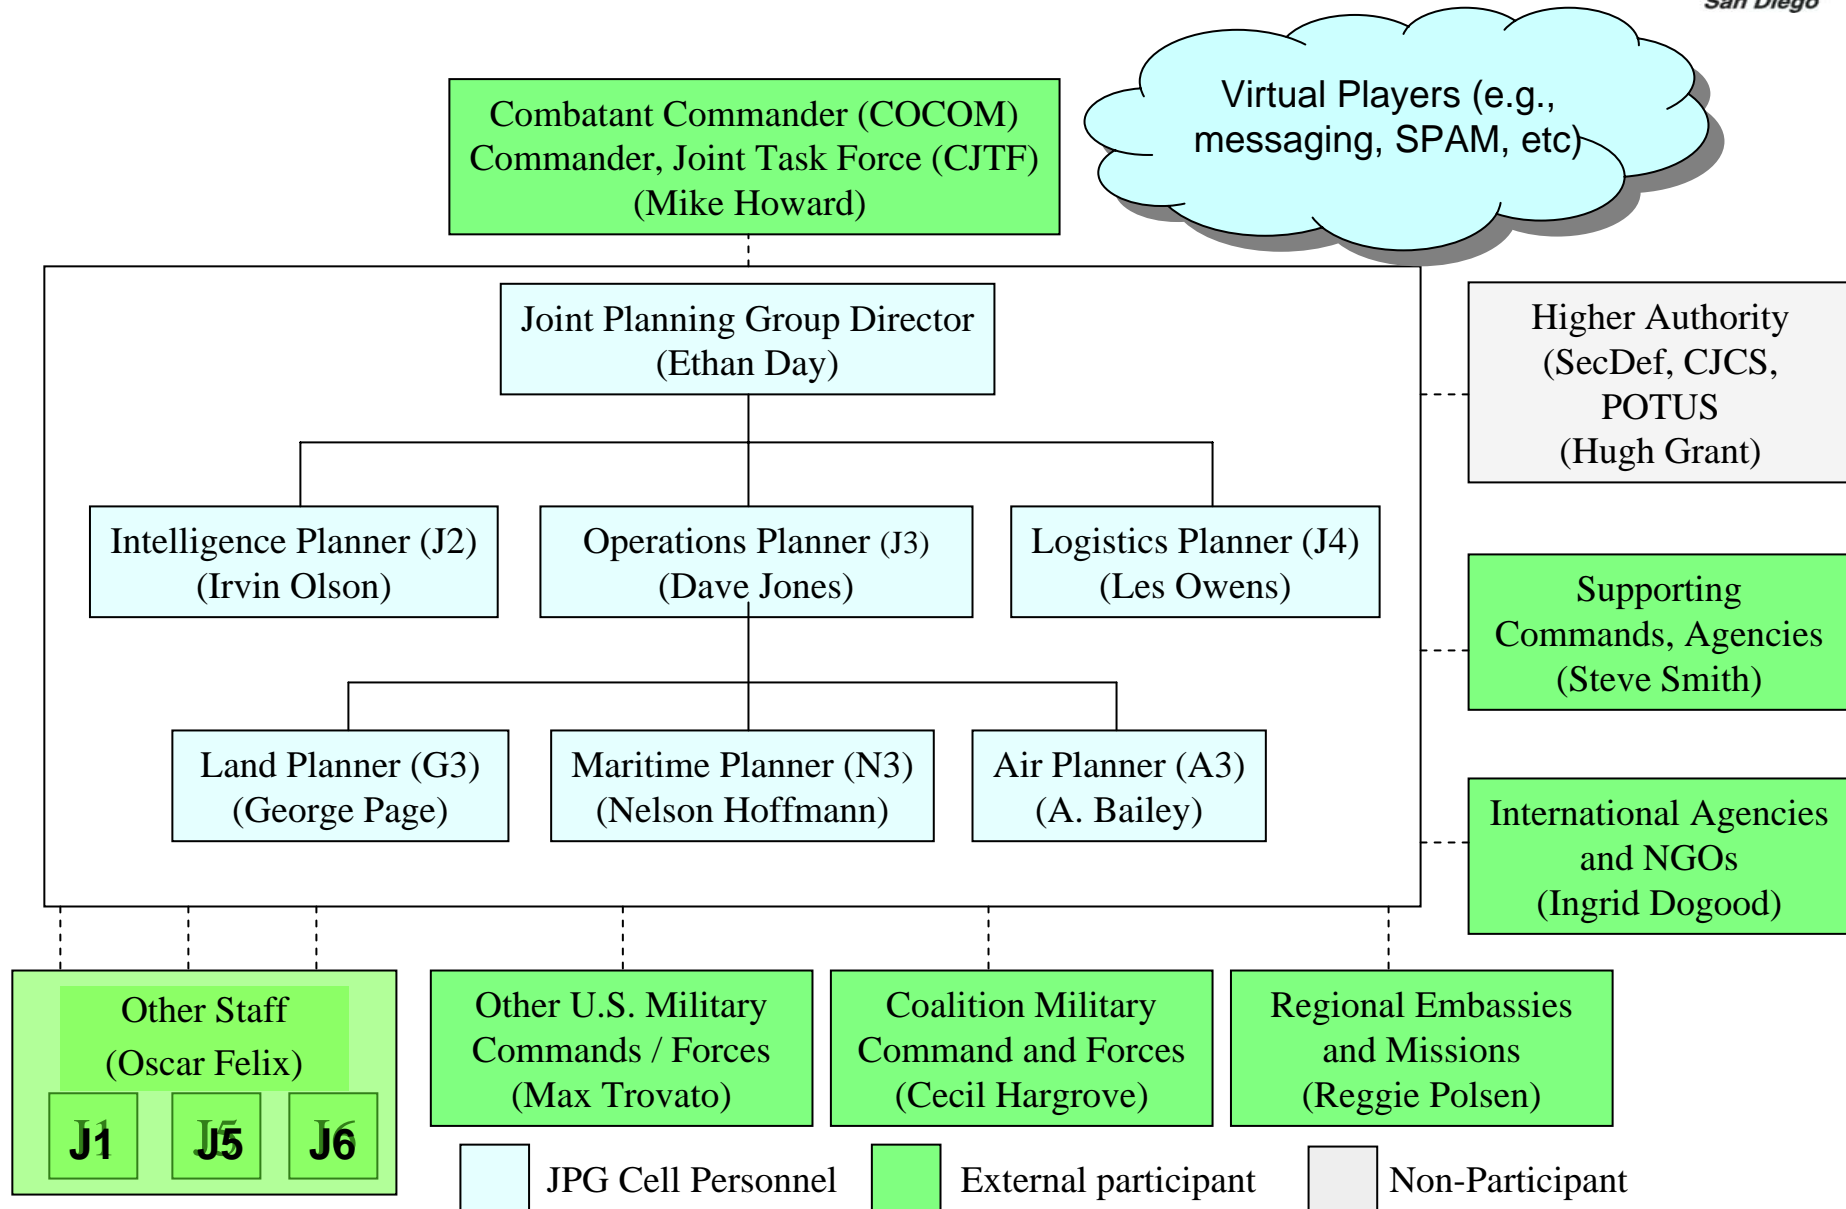 San Diego
Combatant Commander (COCOM)
Commander, Joint Task Force (CJTF)
(Mike Howard)
Virtual Players (e.g.,
messaging, SPAM, etc)
Joint Planning Group Director
(Ethan Day)
Higher Authority
(SecDef, CJCS,
POTUS
(Hugh Grant)
Intelligence Planner (J2)
(Irvin Olson)
Operations Planner (J3)
(Dave Jones)
Logistics Planner (J4)
(Les Owens)
Supporting
Commands, Agencies
(Steve Smith)
Land Planner (G3)
(George Page)
Maritime Planner (N3)
(Nelson Hoffmann)
Air Planner (A3)
(A. Bailey)
International Agencies
and NGOs
(Ingrid Dogood)
Other Staff
(Oscar Felix)
J1
J5
J6
Other U.S. Military
Commands / Forces
(Max Trovato)
Coalition Military
Command and Forces
(Cecil Hargrove)
Regional Embassies
and Missions
(Reggie Polsen)
JPG Cell Personnel
External participant
Non-Participant